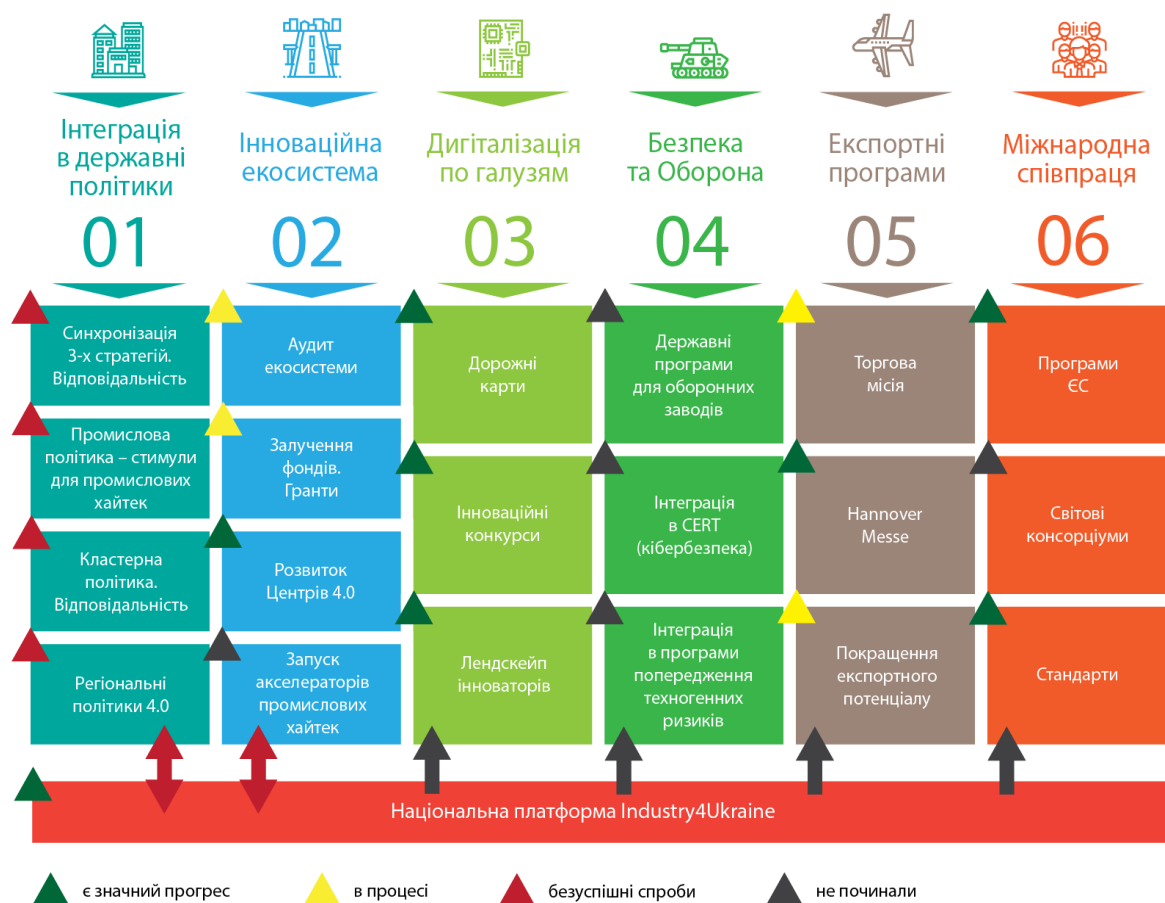 Інтеграція
в державні
політики
01
Інноваційна
екосистема
02
Дигіталізація
по галузям
03
Безпека
та Оборона
04
Експортні
програми
05
Міжнародна
співпраця
06
Синхронізація
3-х стратегій.
Відповідальність
Промислова
політика – стимули
для промислових
хайтек
Кластерна
політика.
Відповідальність
Регіональні
політики 4.0
Аудит
екосистеми
Залучення
фондів.
Гранти
Розвиток
Центрів 4.0
Запуск
акселераторів
промислових
хайтек
Дорожні
карти
Інноваційні
конкурси
Лендскейп
інноваторів
Державні
програми
для оборонних
заводів
Інтеграція
в CERT
(кібербезпека)
Інтеграція
в програми
попередження
техногенних
ризиків
Торгова
місія
Hannover
Messe
Покращення
експортного
потенціалу
Програми
ЄС
Світові
консорціуми
Стандарти
Національна платформа Industry4Ukraine
є значний прогрес
в процесі
безуспішні спроби
не починали